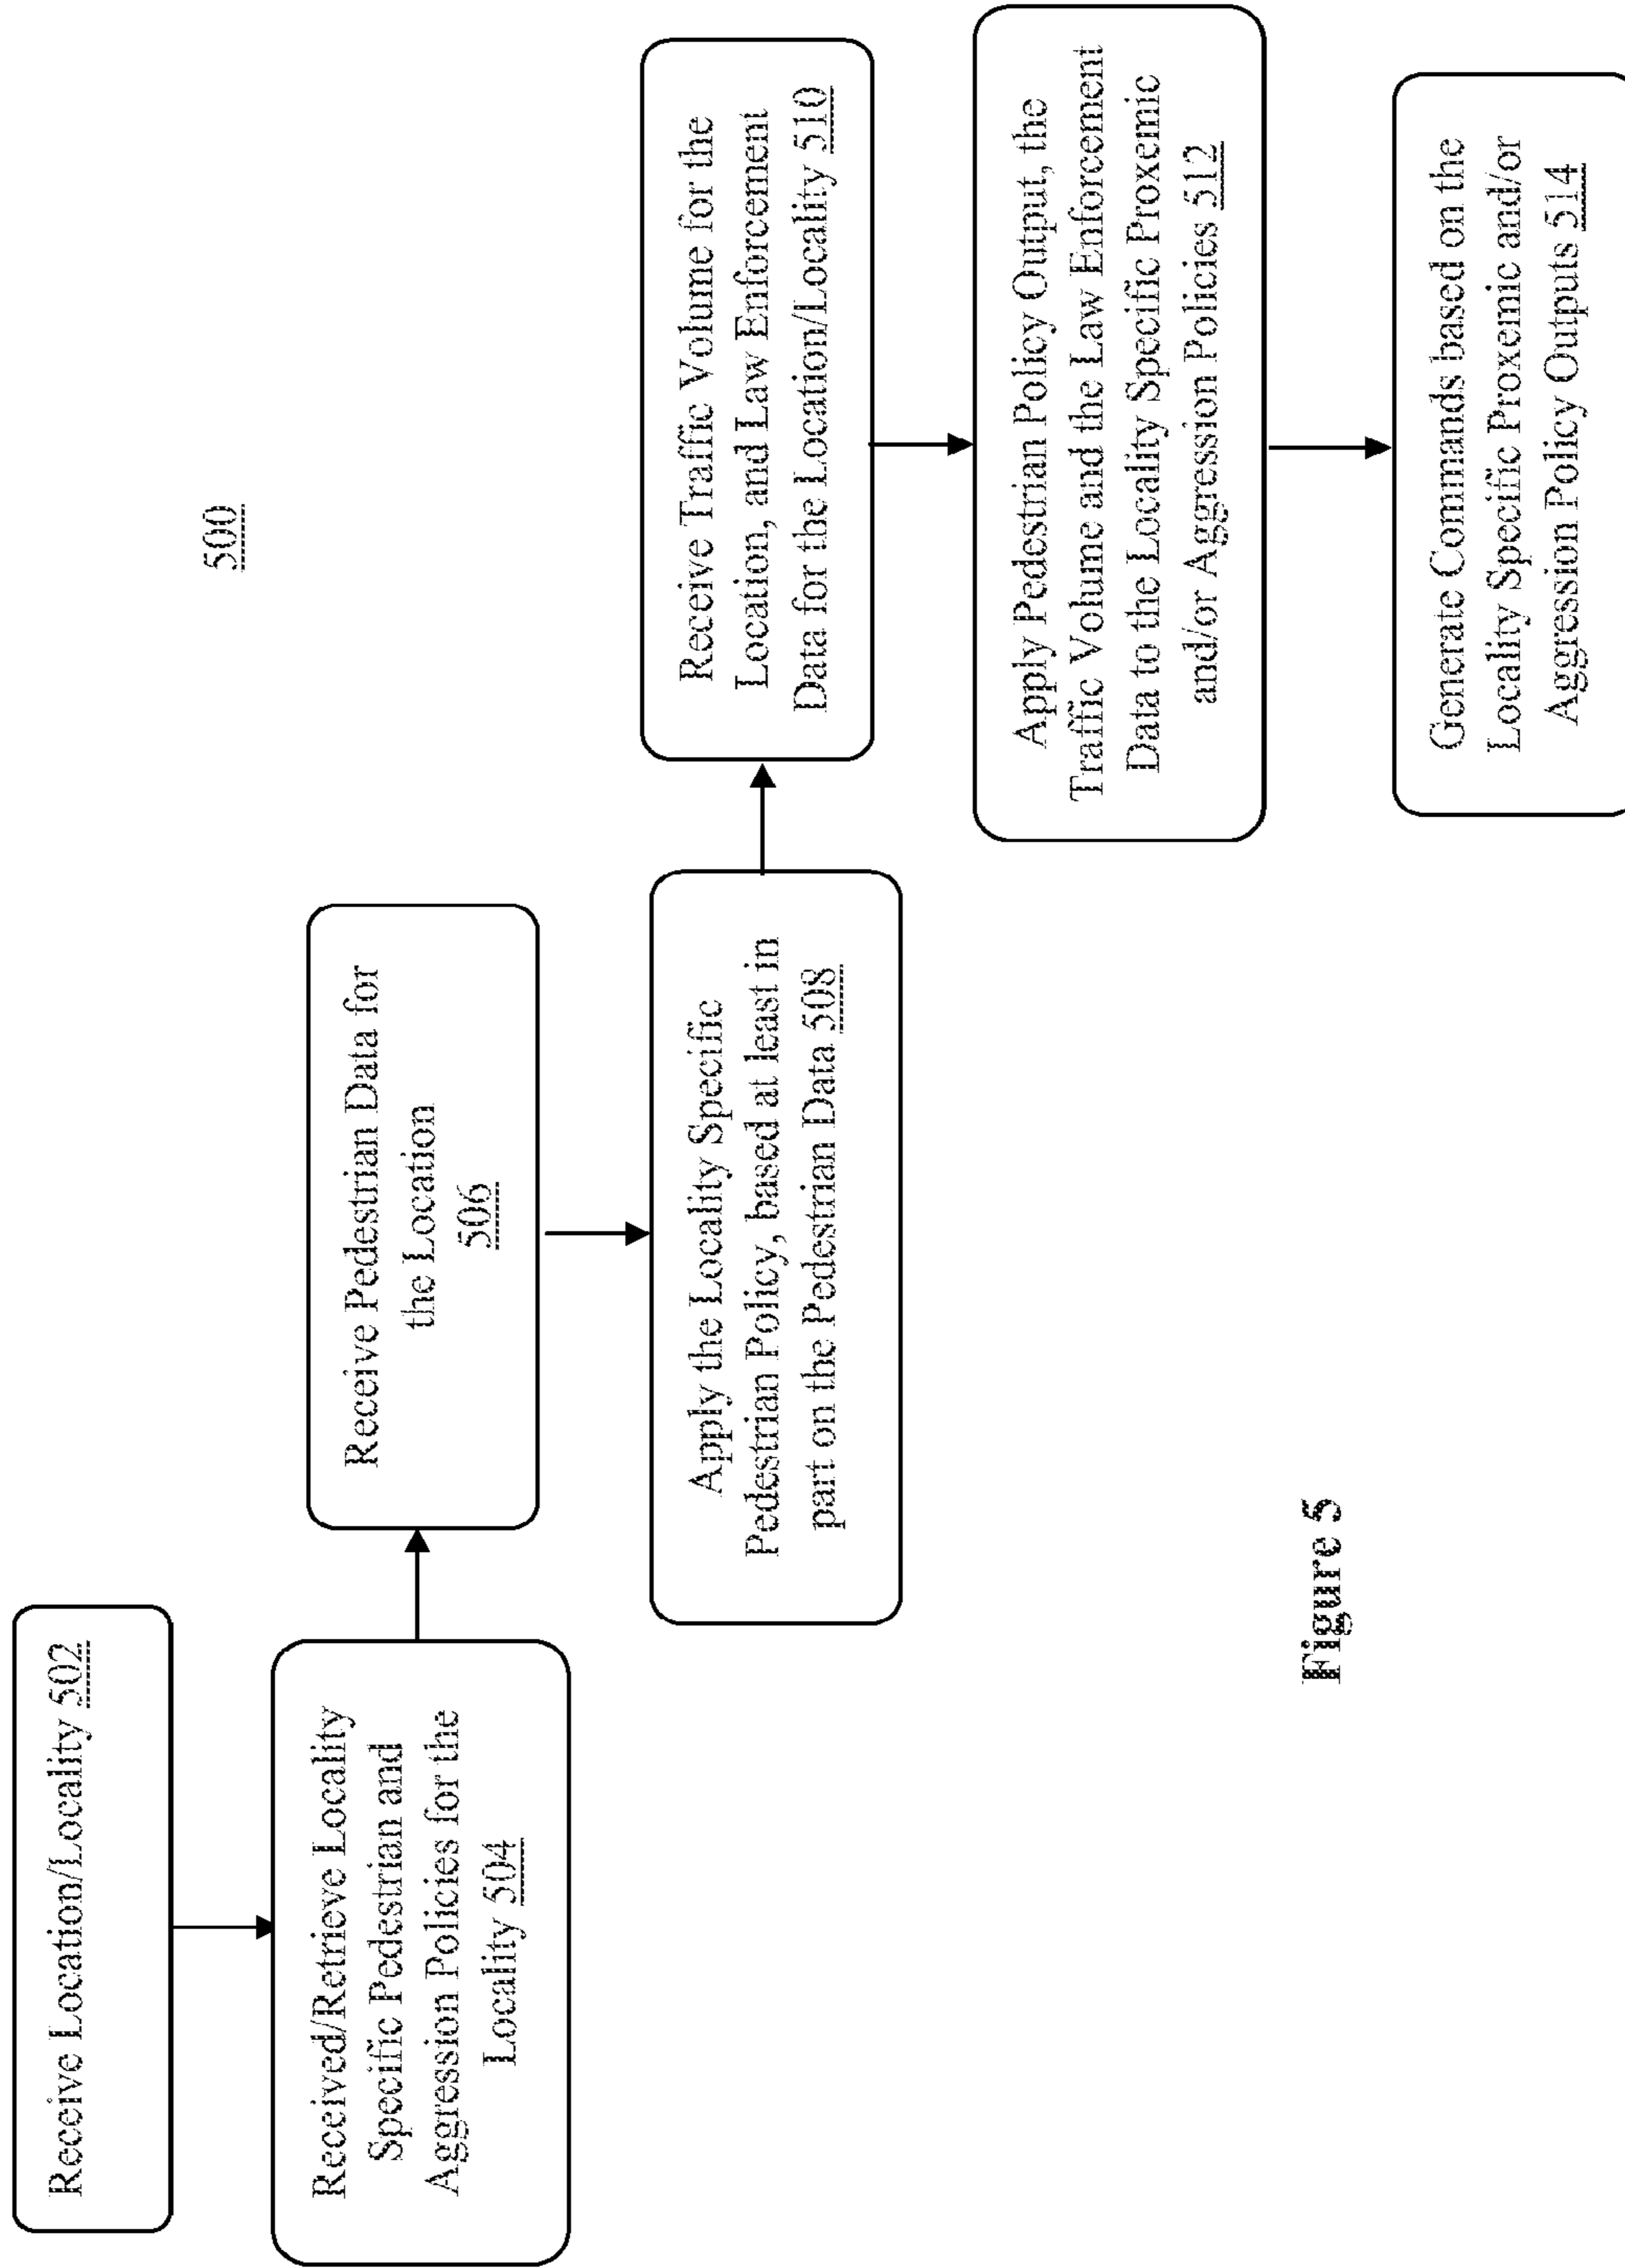 500
Receive Location/Locality 502
Received/Retrieve Locality
Specific Pedestrian and
Aggression Policies for the
Locality 504
Receive Pedestrian Data for
the Location
506
Apply the Locality Specific
Pedestrian Policy, based at least in
part on the Pedestrian Data 508
Receive Traffic Volume for the
Location, and Law Enforcement
Data for the Location/Locality 510
Apply Pedestrian Policy Output, the
Traffic Volume and the Law Enforcement
Data to the Locality Specific Proxemic
and/or Aggression Policies 512
Generate Commands based on the
Locality Specific Proxemic and/or
Aggression Policy Outputs 514
Figure 5